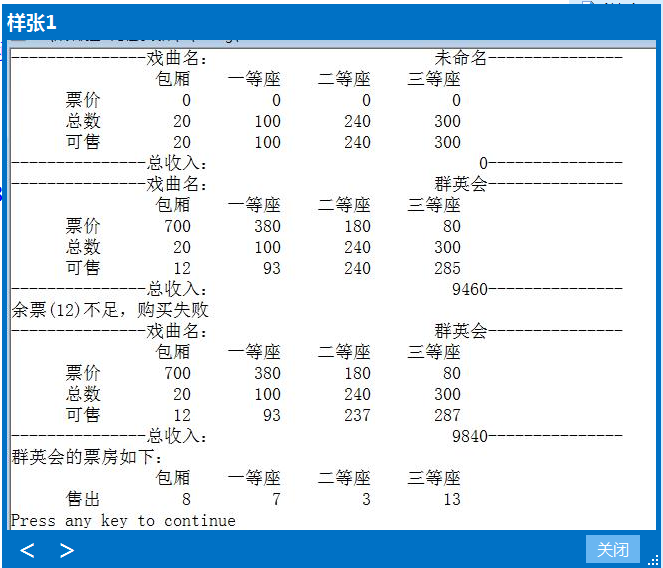 样张1
---------------戏曲名： 未命名---------------
包厢 一等座 二等座 三等座
票价 0 0 0 0
总数 20 100 240 300
可售 20 100 240 300
---------------总收入： 0---------------
---------------戏曲名： 群英会---------------
包厢 一等座 二等座 三等座
票价 700 380 180 80
总数 20 100 240 300
可售 12 93 240 285
---------------总收入： 9460---------------
余票(12)不足，购买失败
---------------戏曲名： 群英会---------------
包厢 一等座 二等座 三等座
票价 700 380 180 80
总数 20 100 240 300
可售 12 93 237 287
---------------总收入： 9840---------------
群英会的票房如下：
包厢 一等座 二等座 三等座
售出 8 7 3 13
Press any key to continue
< > 关闭